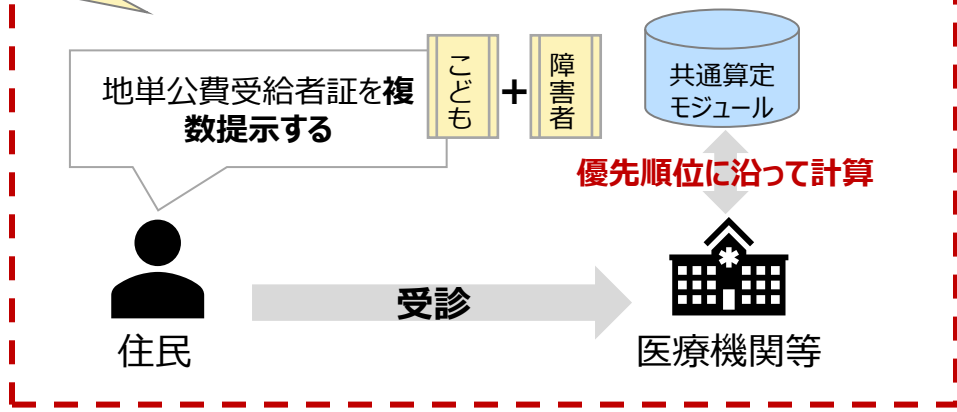 地単公費受給者証を複
数提示する
こども
+
障害者
共通算定
モジュール
優先順位に沿って計算
受診
住民
医療機関等